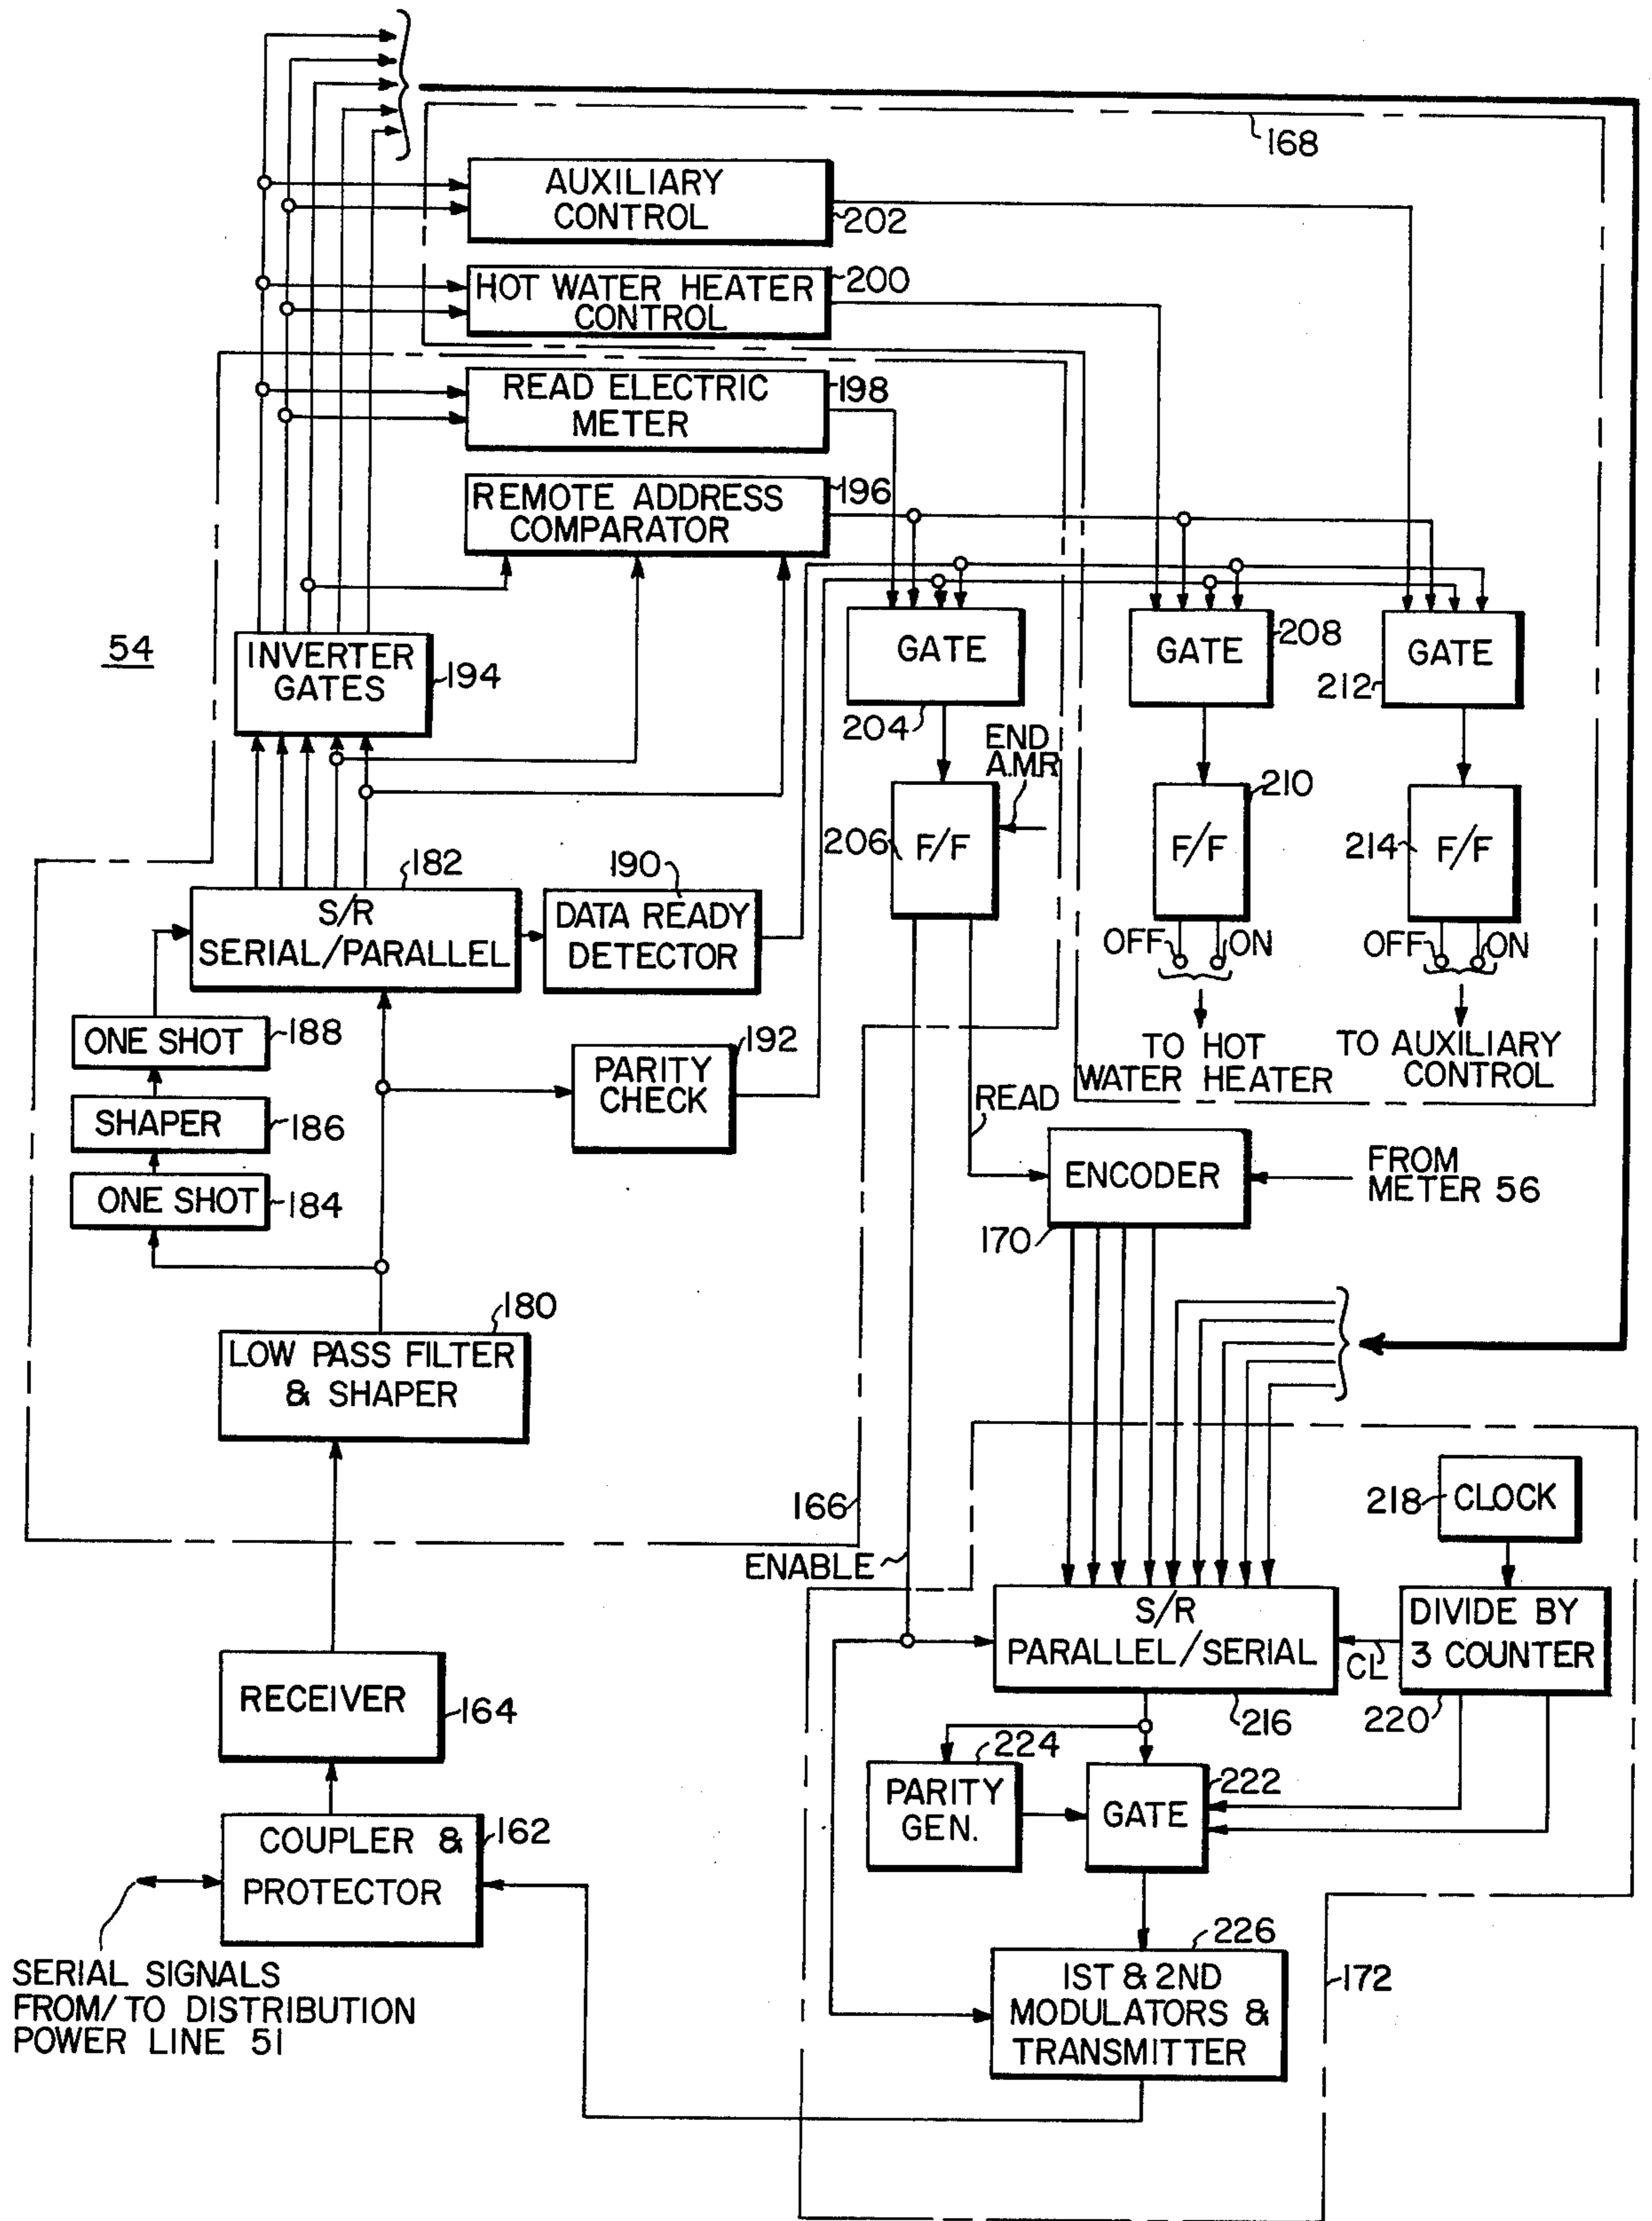 168
AUXILIARY
CONTROL
202
HOT WATER HEATER
CONTROL
200
READ ELECTRIC
METER
198
REMOTE ADDRESS
COMPARATOR
196
54
INVERTER
GATES
194
GATE
204
GATE
208
GATE
212
END
A.M.R.
F/F
206
F/F
210
F/F
214
OFF
ON
OFF
ON
TO HOT
WATER HEATER
TO AUXILIARY
CONTROL
182
S/R
SERIAL/PARALLEL
190
DATA READY
DETECTOR
ONE SHOT
188
SHAPER
186
ONE SHOT
184
PARITY
CHECK
192
READ
ENCODER
170
FROM
METER 56
180
LOW PASS FILTER
& SHAPER
166
ENABLE
218
CLOCK
S/R
PARALLEL/SERIAL
216
CL
DIVIDE BY
3 COUNTER
220
RECEIVER
164
224
PARITY
GEN.
GATE
222
COUPLER &
PROTECTOR
162
226
1ST & 2ND
MODULATORS &
TRANSMITTER
172
SERIAL SIGNALS
FROM/TO DISTRIBUTION
POWER LINE 51